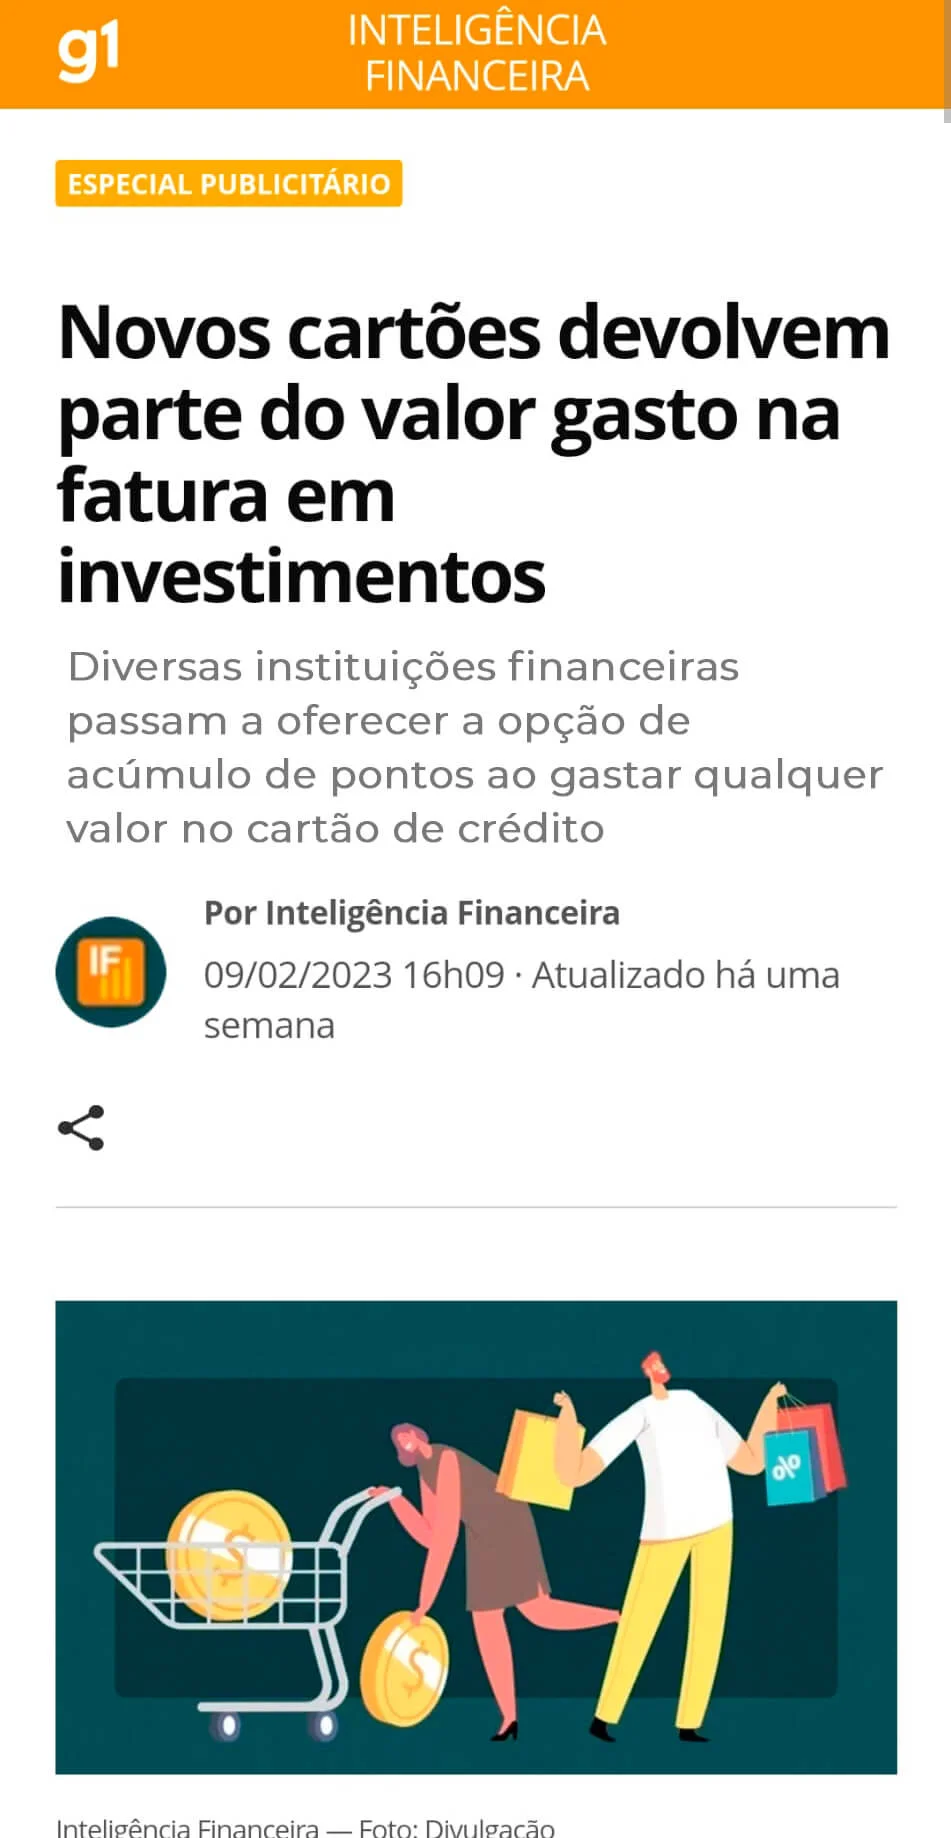 g1
INTELIGÊNCIA
FINANCEIRA
ESPECIAL PUBLICITÁRIO
Novos cartões devolvem
parte do valor gasto na
fatura em
investimentos
Diversas instituições financeiras
passam a oferecer a opção de
acúmulo de pontos ao gastar qualquer
valor no cartão de crédito
Por Inteligência Financeira
IF
09/02/2023 16h09 · Atualizado há uma
semana
%
$
$
Inteligência Financeira — Foto: Divulgação